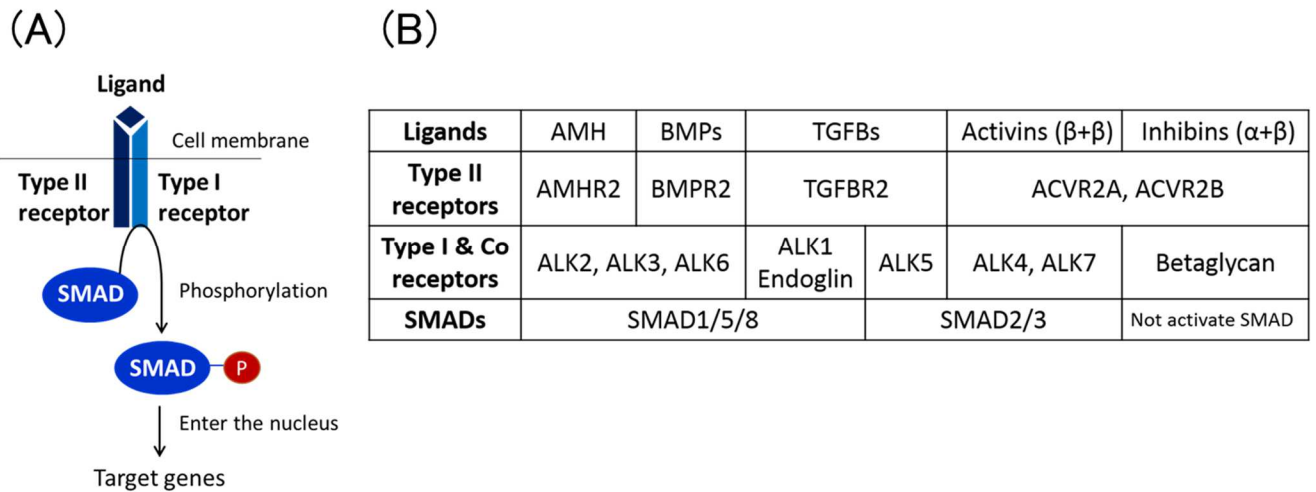 (A)
Ligand
Cell membrane
Type II
receptor
Type I
receptor
SMAD
Phosphorylation
SMAD
P
Enter the nucleus
Target genes
(B)
Ligands AMH BMPs TGFBs Activins (β+β) Inhibins (α+β)
Type II
receptors AMHR2 BMPR2 TGFBR2 ACVR2A, ACVR2B
Type I & Co
receptors ALK2, ALK3, ALK6 ALK1
Endoglin ALK5 ALK4, ALK7 Betaglycan
SMADs SMAD1/5/8 SMAD2/3 Not activate SMAD